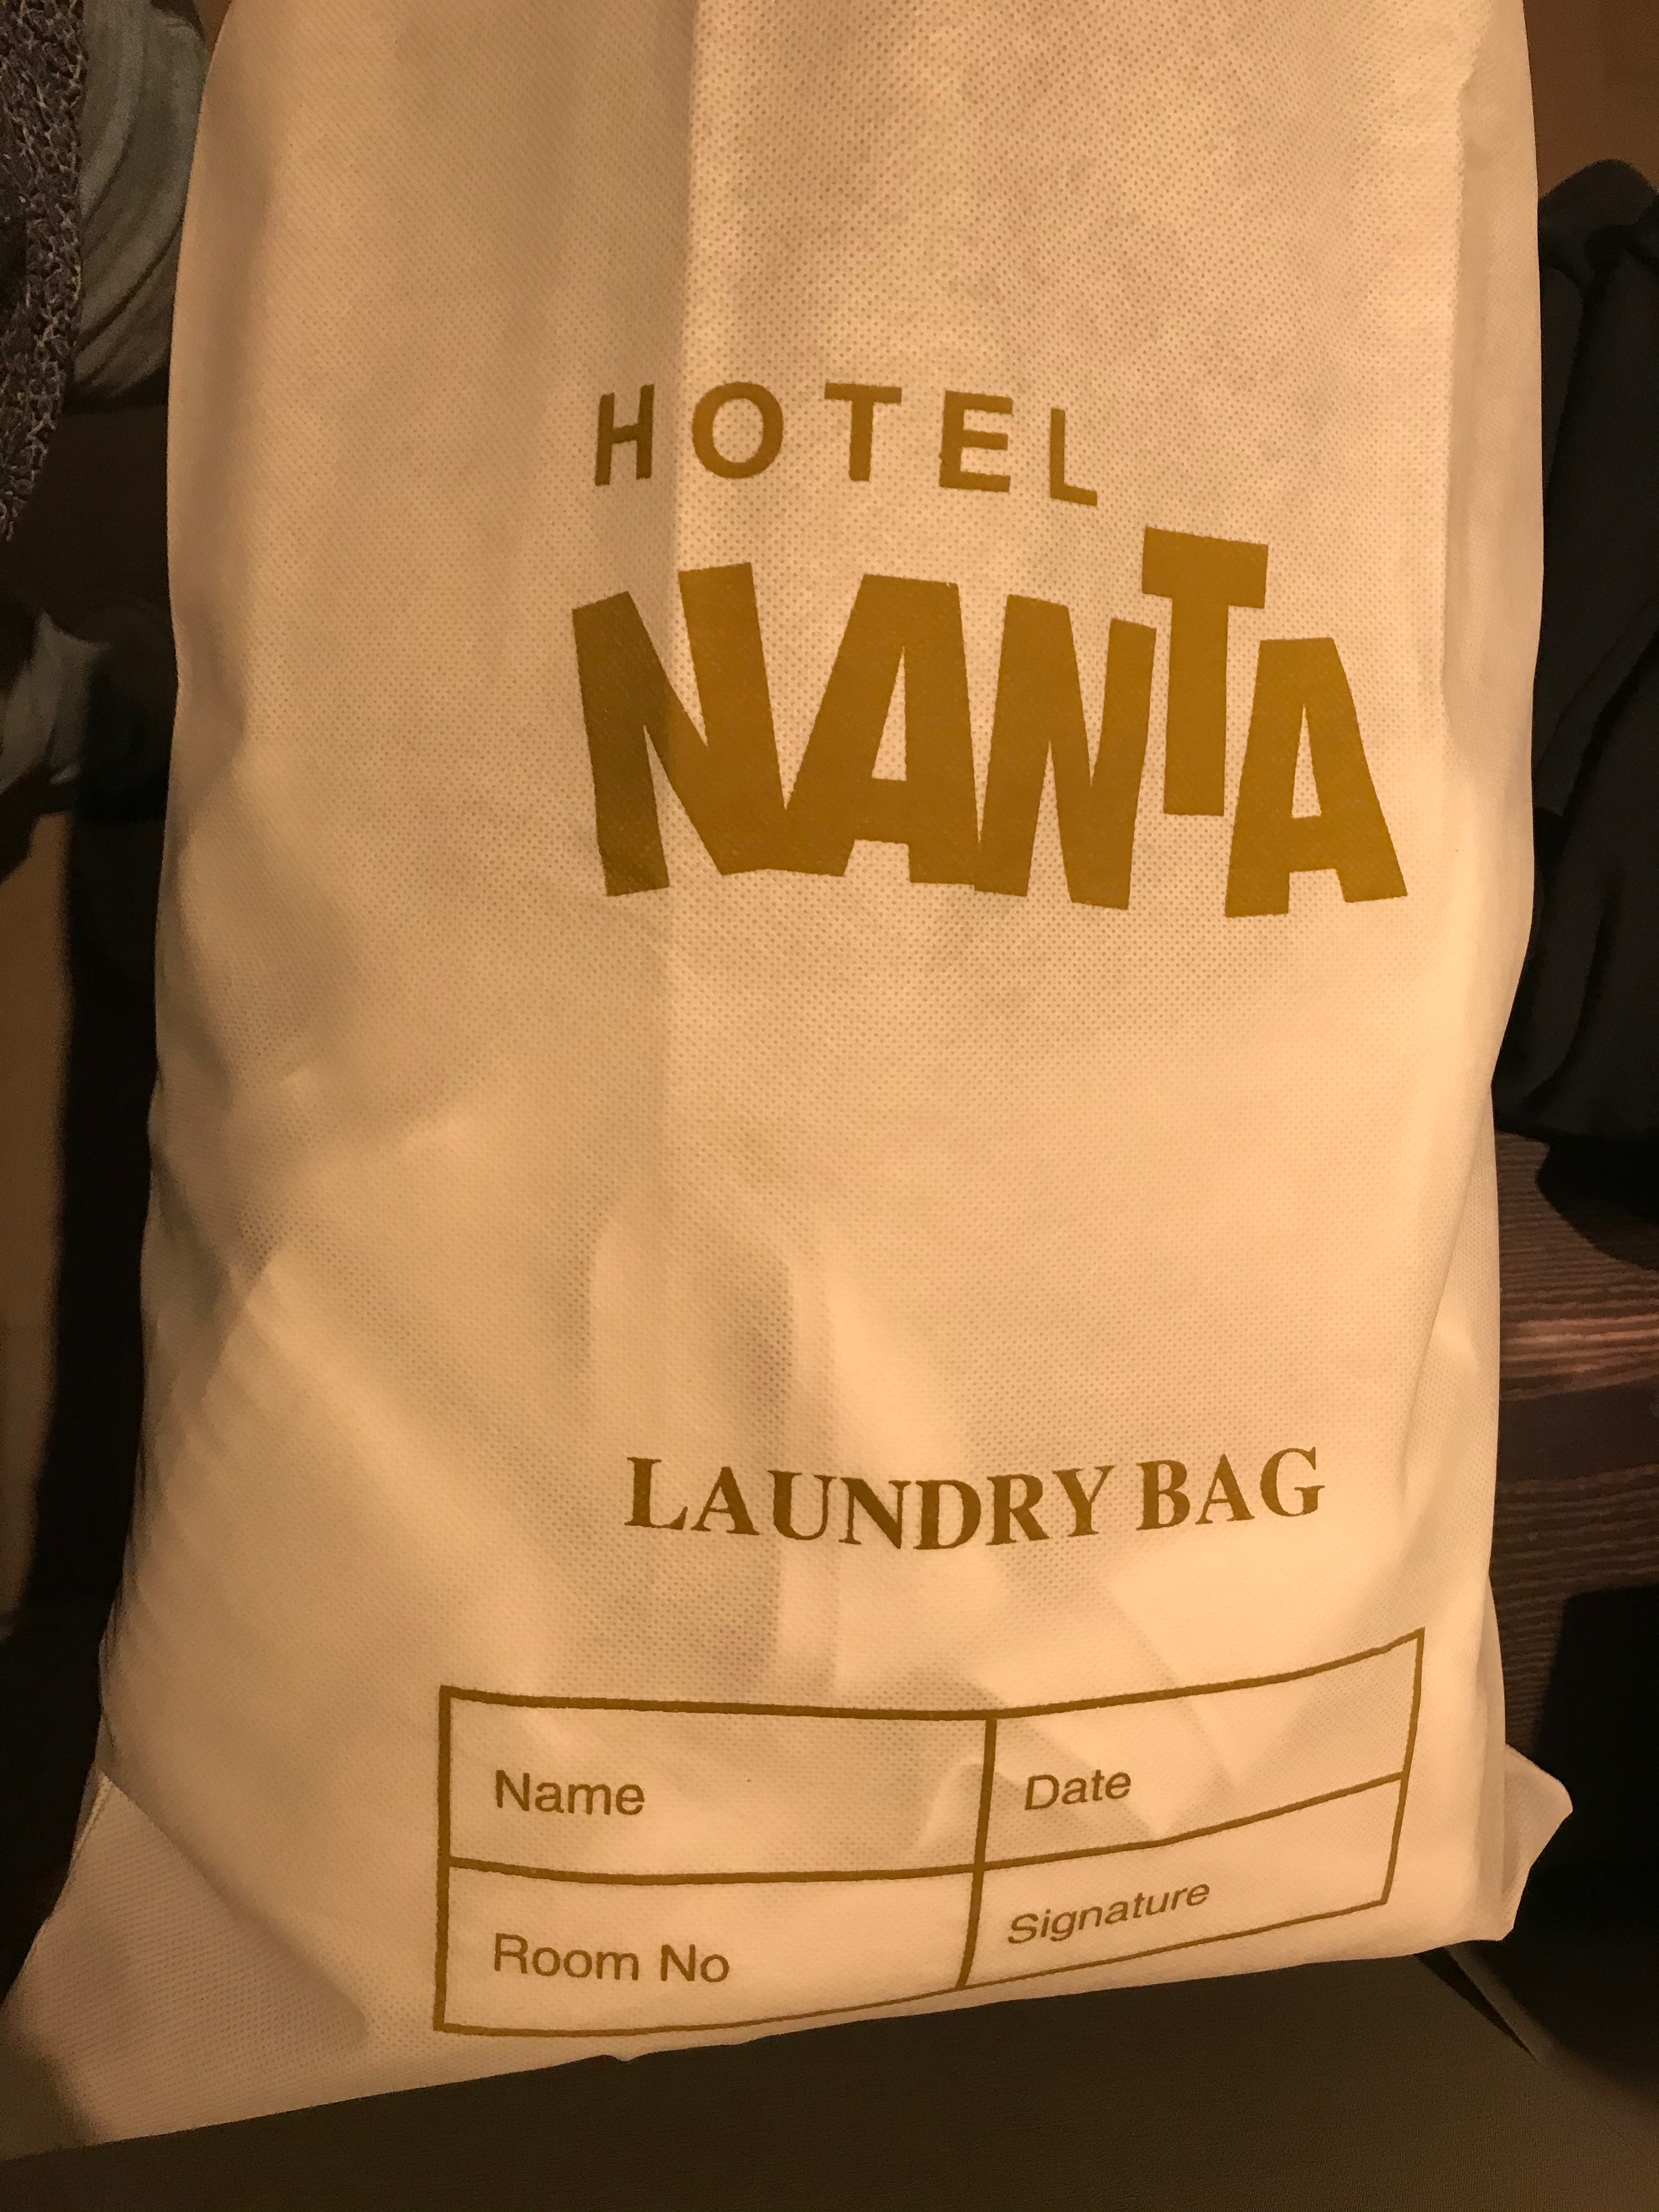 HOTEL
NANTA
LAUNDRY BAG
Name
Date
Room No
Signature